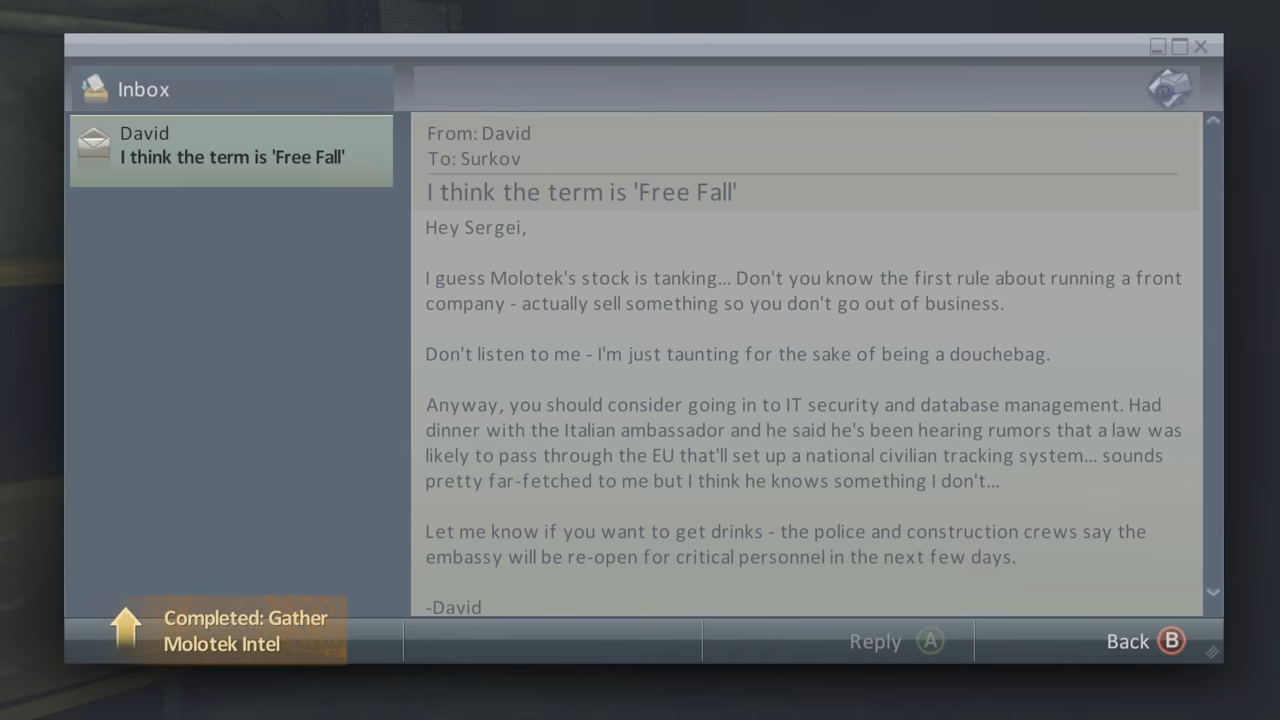 Inbox
David
I think the term is 'Free Fall'
From: David
To: Surkov
I think the term is 'Free Fall'
Hey Sergei,
I guess Molotek's stock is tanking... Don't you know the first rule about running a front
company - actually sell something so you don't go out of business.
Don't listen to me - I'm just taunting for the sake of being a douchebag.
Anyway, you should consider going in to IT security and database management. Had
dinner with the Italian ambassador and he said he's been hearing rumors that a law was
likely to pass through the EU that'll set up a national civilian tracking system... sounds
pretty far-fetched to me but I think he knows something I don't...
Let me know if you want to get drinks - the police and construction crews say the
embassy will be re-open for critical personnel in the next few days.
-David
Completed: Gather
Molotek Intel
Reply A
Back B